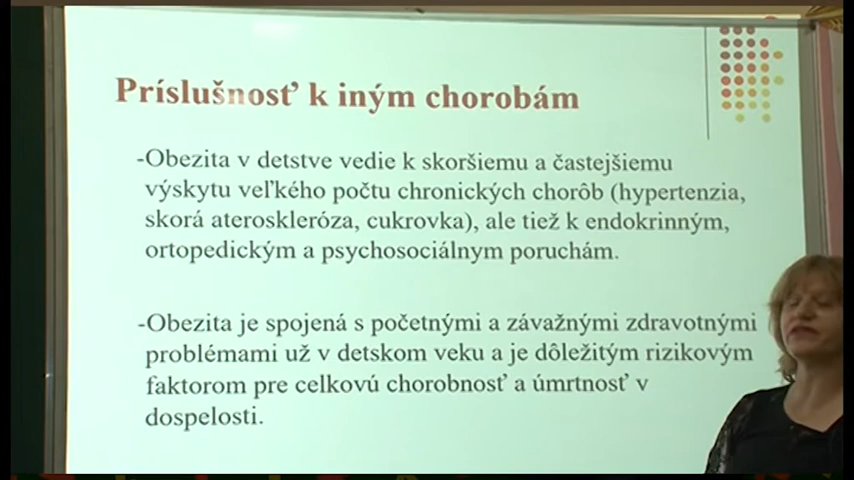 Príslušnosť k iným chorobám
-Obezita v detstve vedie k skoršiemu a častejšiemu
výskytu veľkého počtu chronických chorôb (hypertenzia,
skorá ateroskleróza, cukrovka), ale tiež k endokrinným,
ortopedickým a psychosociálnym poruchám.
-Obezita je spojená s početnými a závažnými zdravotnými
problémami už v detskom veku a je dôležitým rizikovým
faktorom pre celkovú chorobnosť a úmrtnosť v
dospelosti.